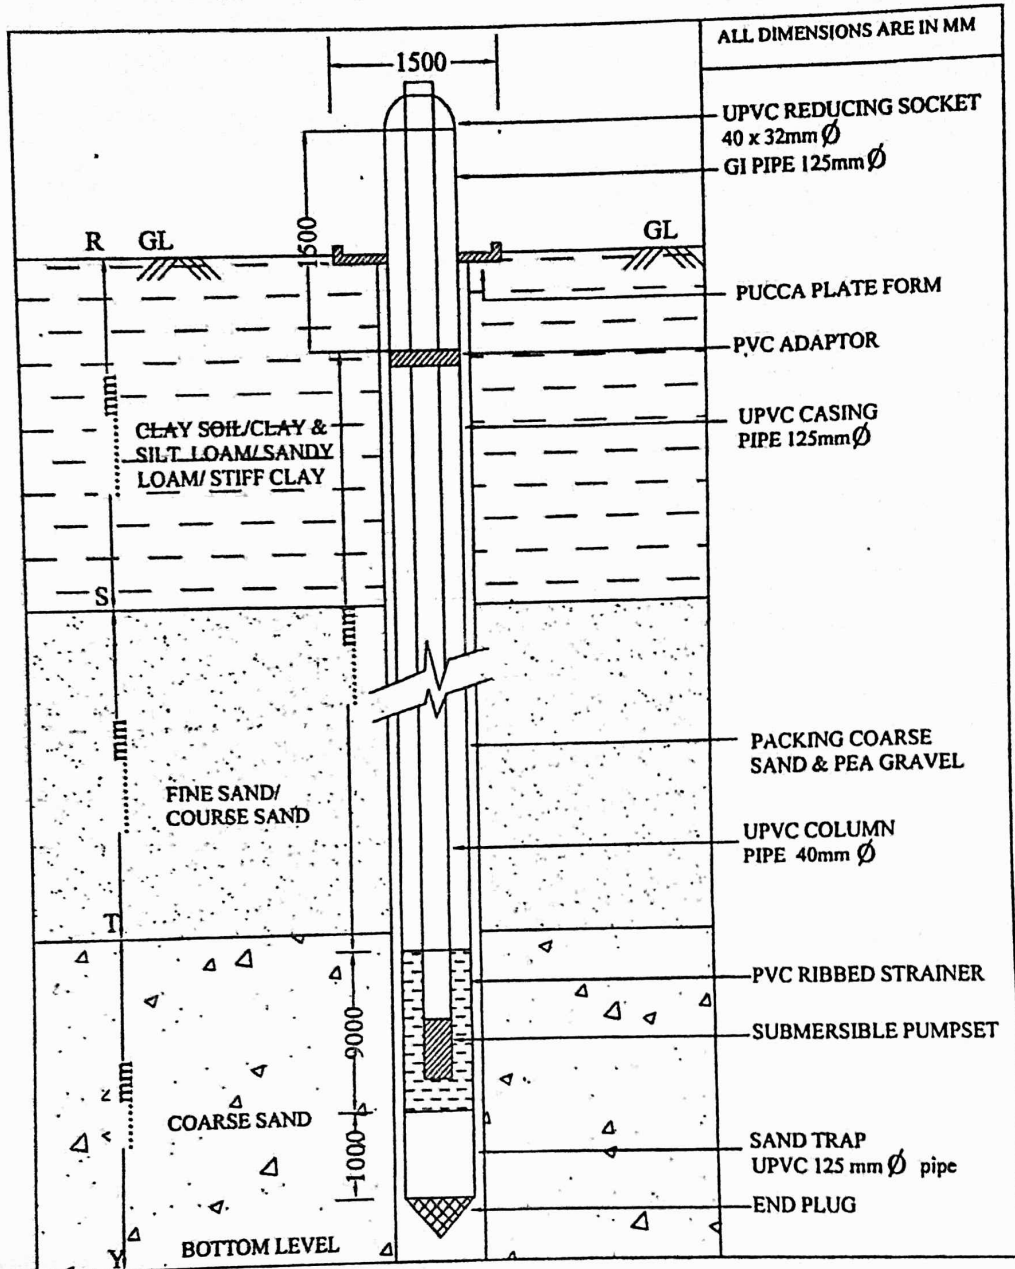 ALL DIMENSIONS ARE IN MM
1500
UPVC REDUCING SOCKET
40 x 32mm Ø
GI PIPE 125mm Ø
R
GL
GL
1500
PUCCA PLATE FORM
PVC ADAPTOR
mm
CLAY SOIL/CLAY &
SILT LOAM/SANDY
LOAM/ STIFF CLAY
UPVC CASING
PIPE 125mm Ø
S
mm
mm
PACKING COARSE
SAND & PEA GRAVEL
FINE SAND/
COURSE SAND
UPVC COLUMN
PIPE 40mm Ø
T
PVC RIBBED STRAINER
9000
SUBMERSIBLE PUMPSET
mm
COARSE SAND
1000
SAND TRAP
UPVC 125 mm Ø pipe
END PLUG
BOTTOM LEVEL
Y